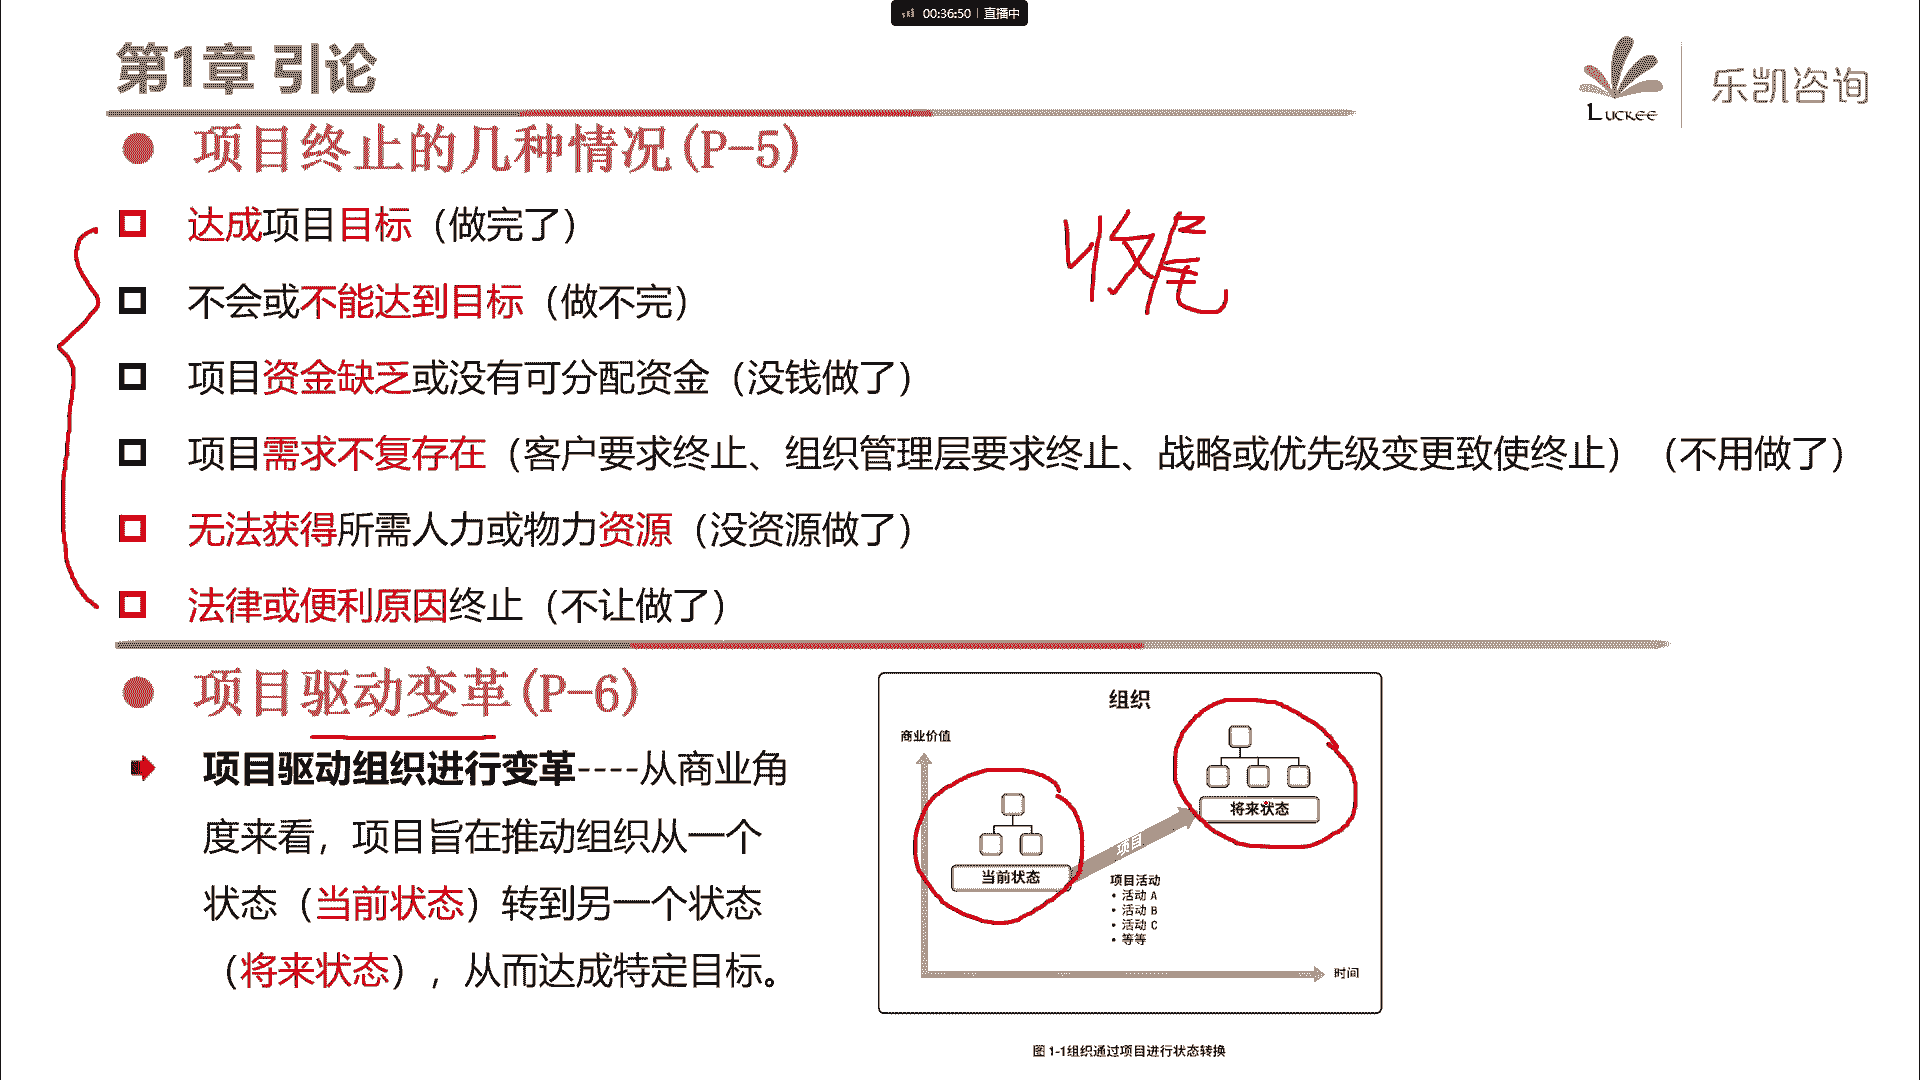 00:36:50 | 直播中
第1章 引论
Luckee
乐凯咨询
● 项目终止的几种情况(P-5)
达成项目目标（做完了）
收尾
不会或不能达到目标（做不完）
项目资金缺乏或没有可分配资金（没钱做了）
项目需求不复存在（客户要求终止、组织管理层要求终止、战略或优先级变更致使终止）（不用做了）
无法获得所需人力或物力资源（没资源做了）
法律或便利原因终止（不让做了）
● 项目驱动变革(P-6)
项目驱动组织进行变革----从商业角
度来看，项目旨在推动组织从一个
状态（当前状态）转到另一个状态
（将来状态），从而达成特定目标。
组织
商业价值
将来状态
项目
当前状态
项目活动
• 活动 A
• 活动 B
• 活动 C
• 等等
时间
图 1-1组织通过项目进行状态转换